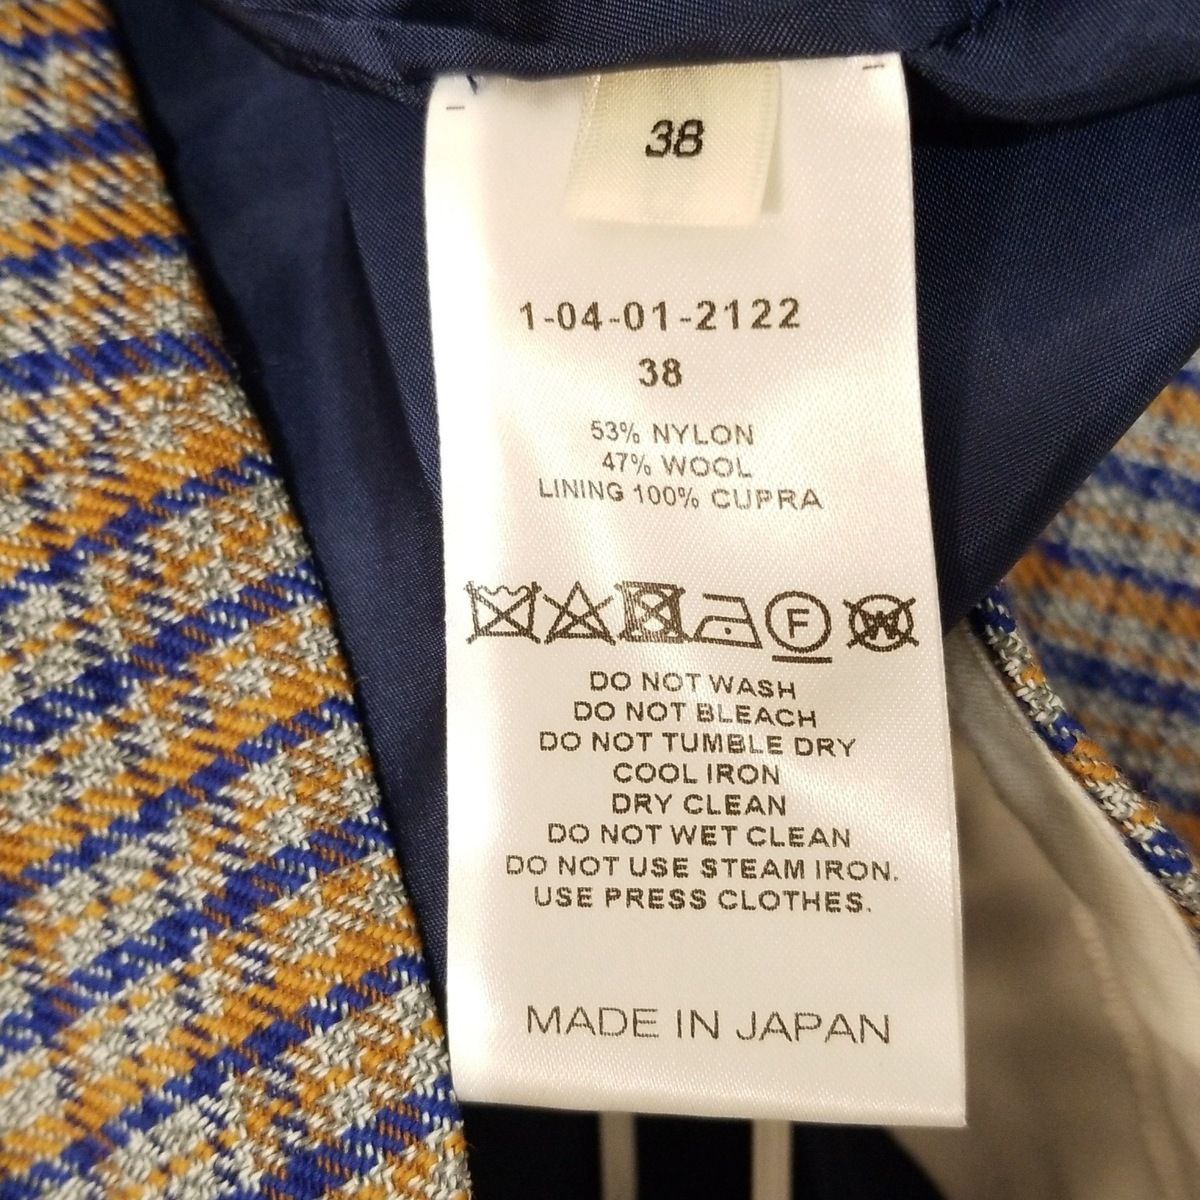 38
1-04-01-2122
38
53% NYLON
47% WOOL
LINING 100% CUPRA
F W
DO NOT WASH
DO NOT BLEACH
DO NOT TUMBLE DRY
COOL IRON
DRY CLEAN
DO NOT WET CLEAN
DO NOT USE STEAM IRON.
USE PRESS CLOTHES.
MADE IN JAPAN